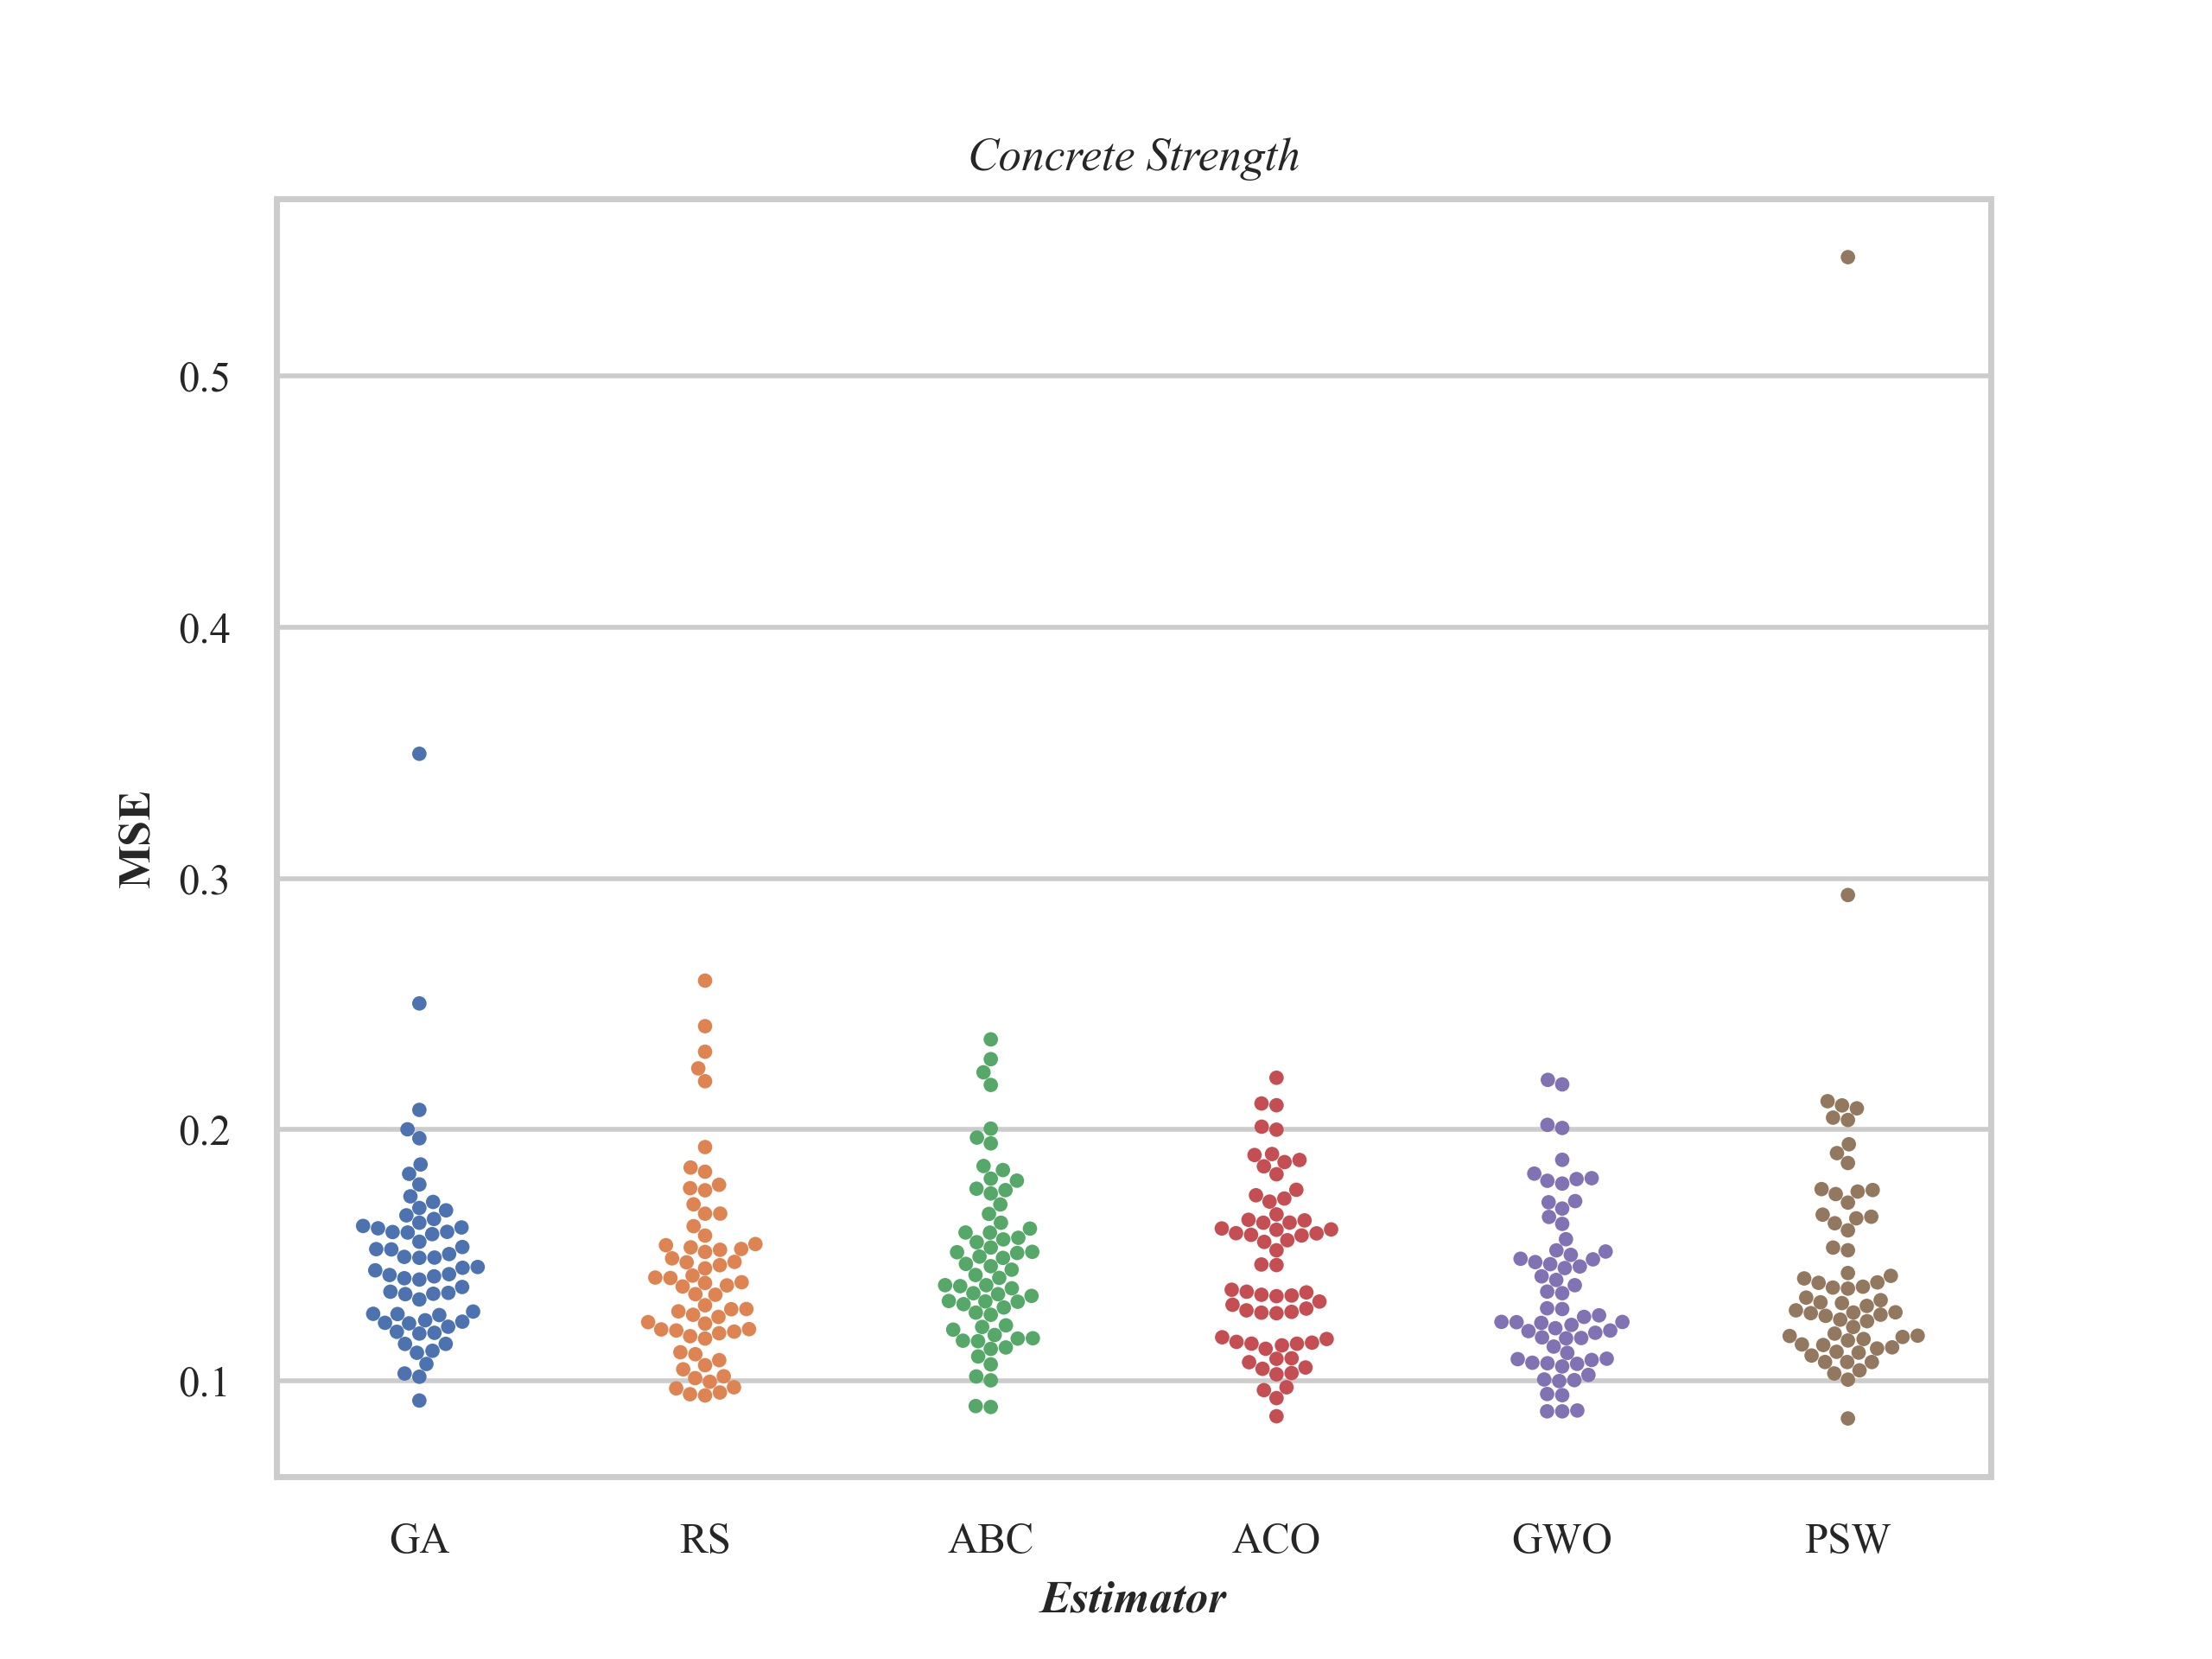 Concrete Strength
MSE
0.5
0.4
0.3
0.2
0.1
GA RS ABC ACO GWO PSW
Estimator